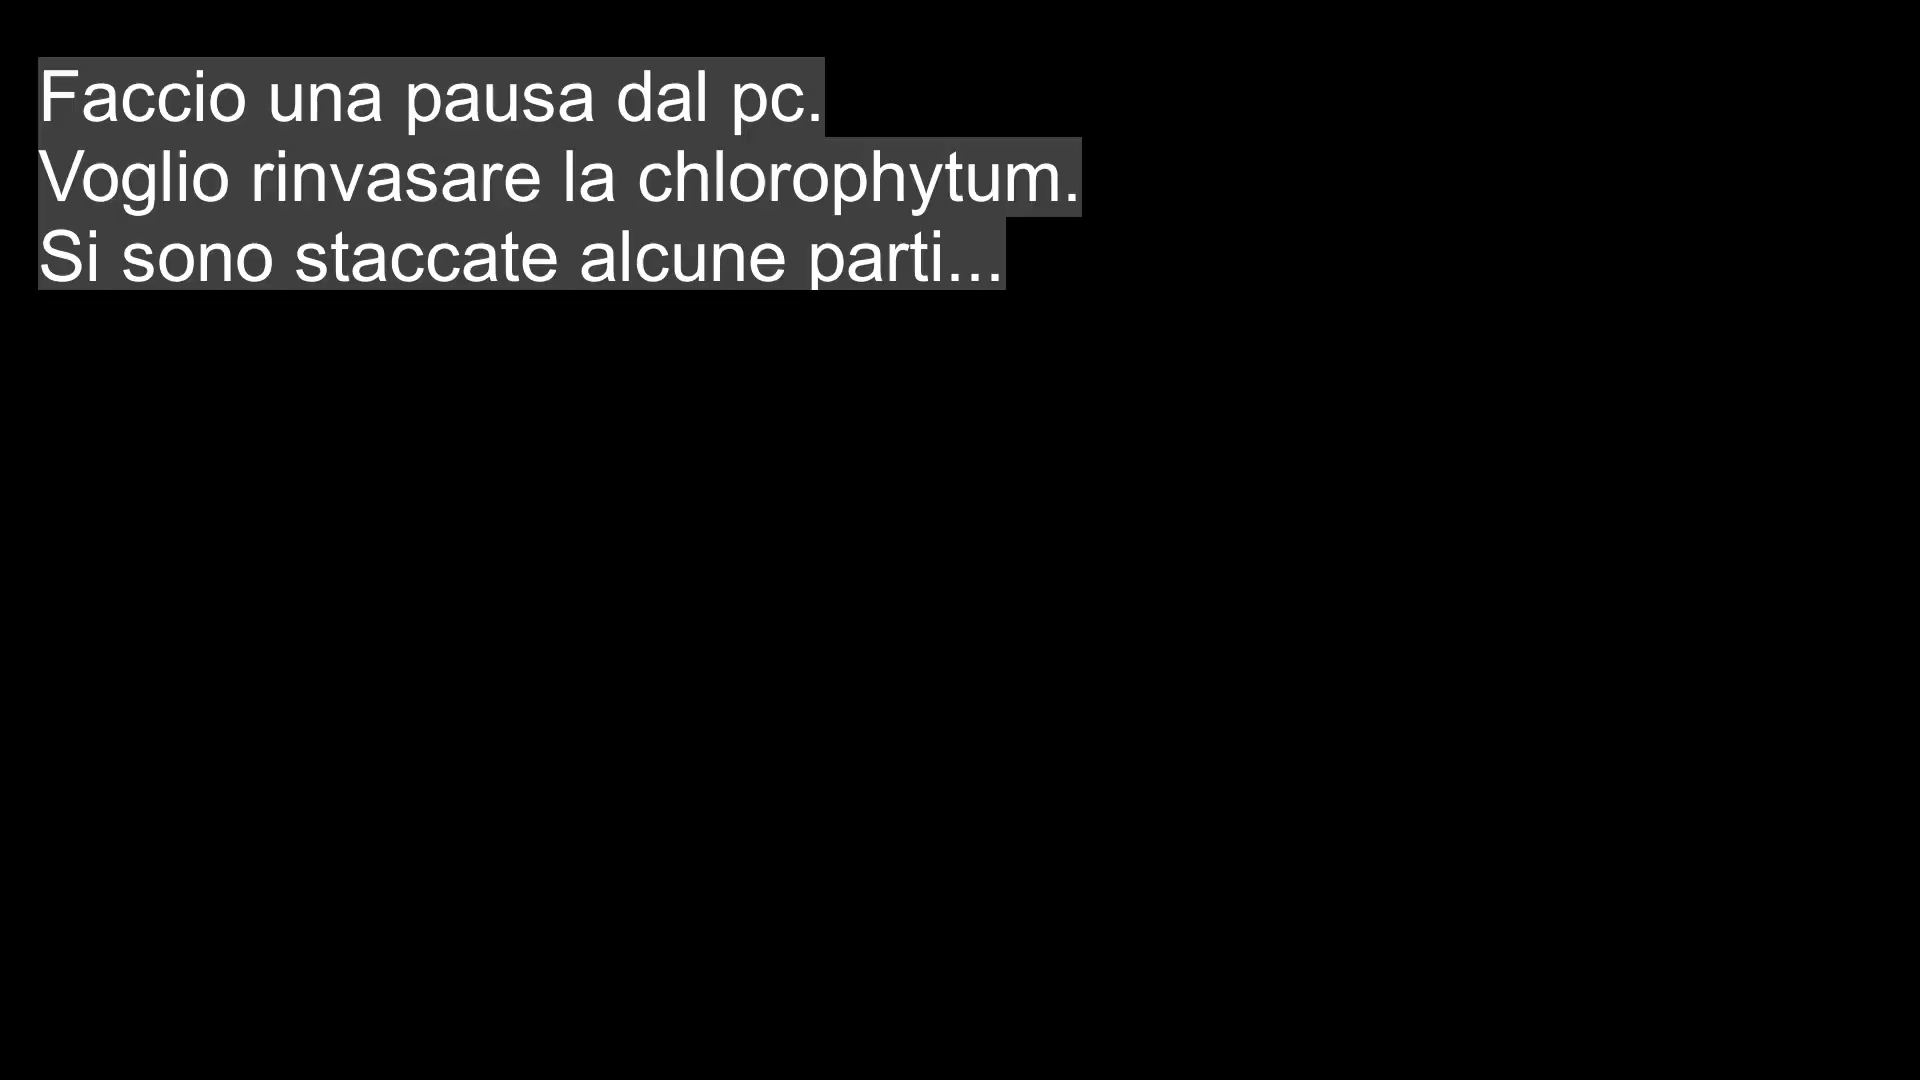 Faccio una pausa dal pc.
Voglio rinvasare la chlorophytum.
Si sono staccate alcune parti...